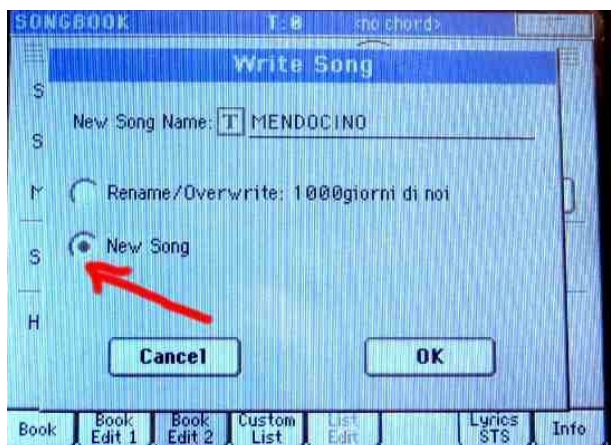 SONGBOOK T:0 <no chord>
Write Song
S
New Song Name: T MENDOCINO
S
M Rename/Overwrite: 1000giorni di noi
S New Song
H
Cancel OK
Book Book Edit 1 Book Edit 2 Custom List List Edit Lyrics STS Info